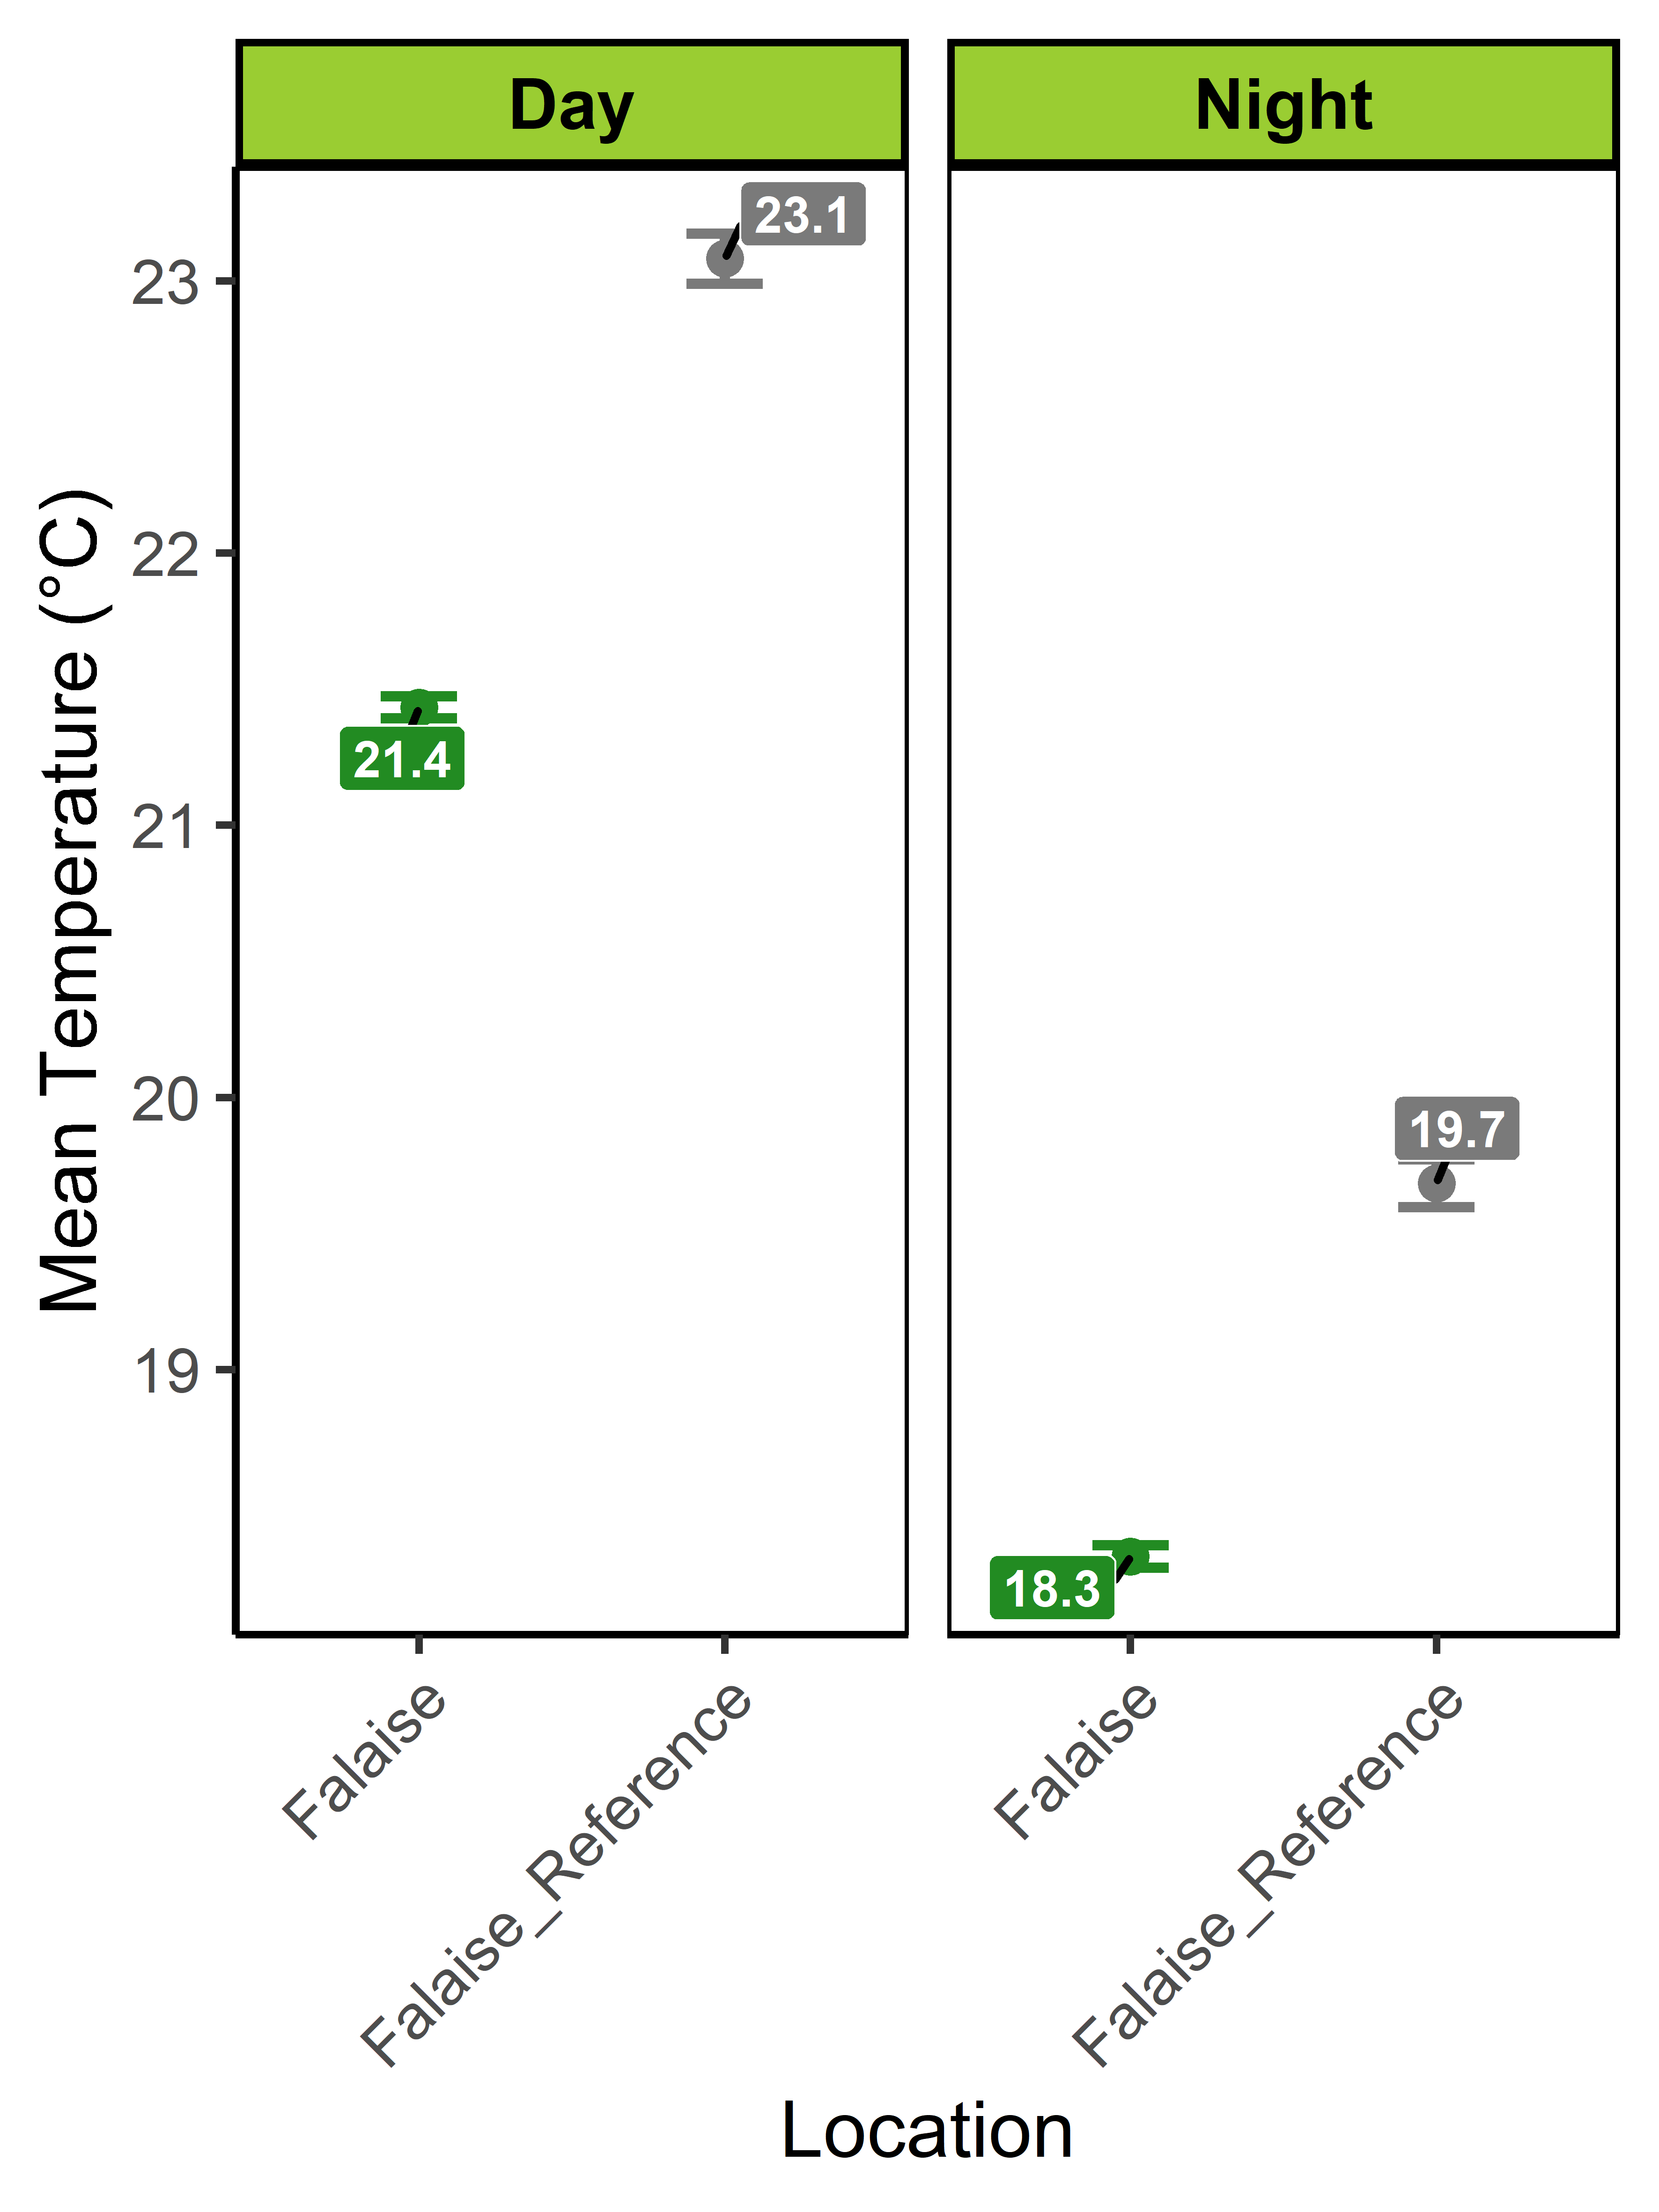 Day
Night
Mean Temperature (°C)
23
22
21
20
19
23.1
21.4
19.7
18.3
Falaise
Falaise_Reference
Falaise
Falaise_Reference
Location